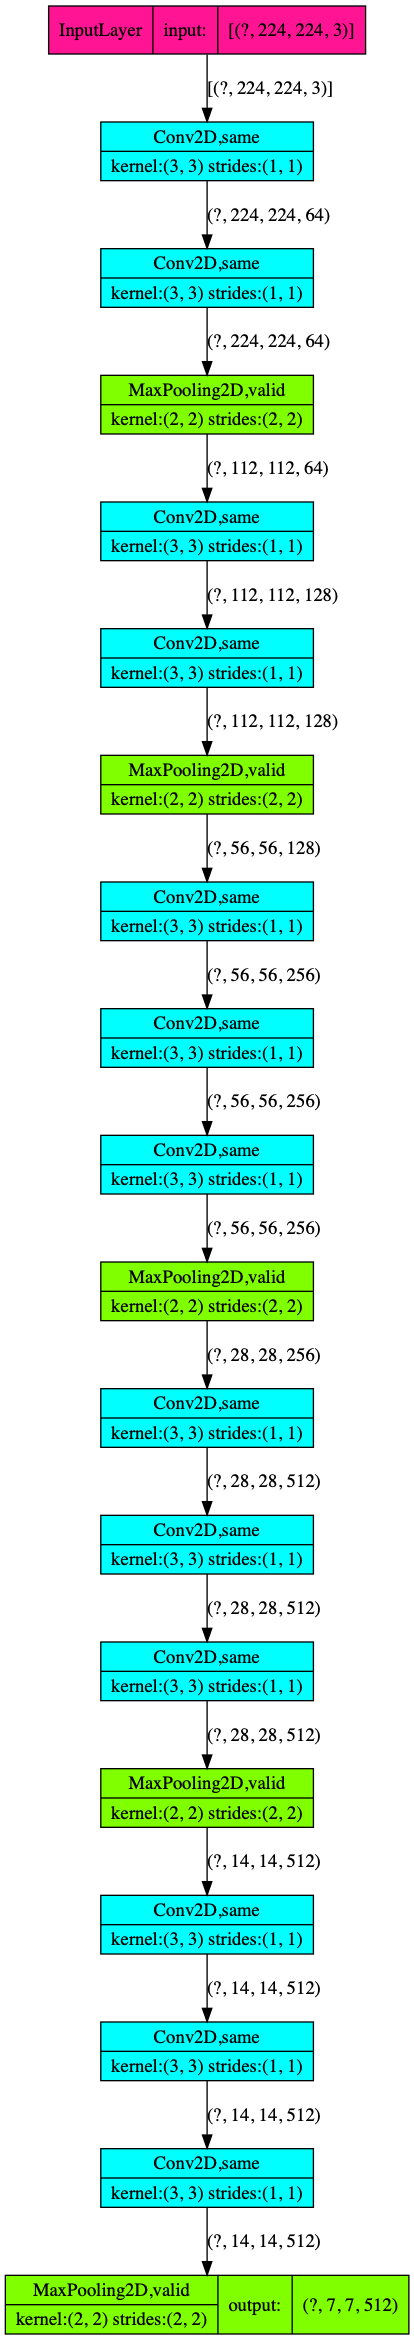 InputLayer input: [(?, 224, 224, 3)]
[(?, 224, 224, 3)]
Conv2D,same
kernel:(3, 3) strides:(1, 1)
(?, 224, 224, 64)
Conv2D,same
kernel:(3, 3) strides:(1, 1)
(?, 224, 224, 64)
MaxPooling2D,valid
kernel:(2, 2) strides:(2, 2)
(?, 112, 112, 64)
Conv2D,same
kernel:(3, 3) strides:(1, 1)
(?, 112, 112, 128)
Conv2D,same
kernel:(3, 3) strides:(1, 1)
(?, 112, 112, 128)
MaxPooling2D,valid
kernel:(2, 2) strides:(2, 2)
(?, 56, 56, 128)
Conv2D,same
kernel:(3, 3) strides:(1, 1)
(?, 56, 56, 256)
Conv2D,same
kernel:(3, 3) strides:(1, 1)
(?, 56, 56, 256)
Conv2D,same
kernel:(3, 3) strides:(1, 1)
(?, 56, 56, 256)
MaxPooling2D,valid
kernel:(2, 2) strides:(2, 2)
(?, 28, 28, 256)
Conv2D,same
kernel:(3, 3) strides:(1, 1)
(?, 28, 28, 512)
Conv2D,same
kernel:(3, 3) strides:(1, 1)
(?, 28, 28, 512)
Conv2D,same
kernel:(3, 3) strides:(1, 1)
(?, 28, 28, 512)
MaxPooling2D,valid
kernel:(2, 2) strides:(2, 2)
(?, 14, 14, 512)
Conv2D,same
kernel:(3, 3) strides:(1, 1)
(?, 14, 14, 512)
Conv2D,same
kernel:(3, 3) strides:(1, 1)
(?, 14, 14, 512)
Conv2D,same
kernel:(3, 3) strides:(1, 1)
(?, 14, 14, 512)
MaxPooling2D,valid
kernel:(2, 2) strides:(2, 2)
output: (?, 7, 7, 512)